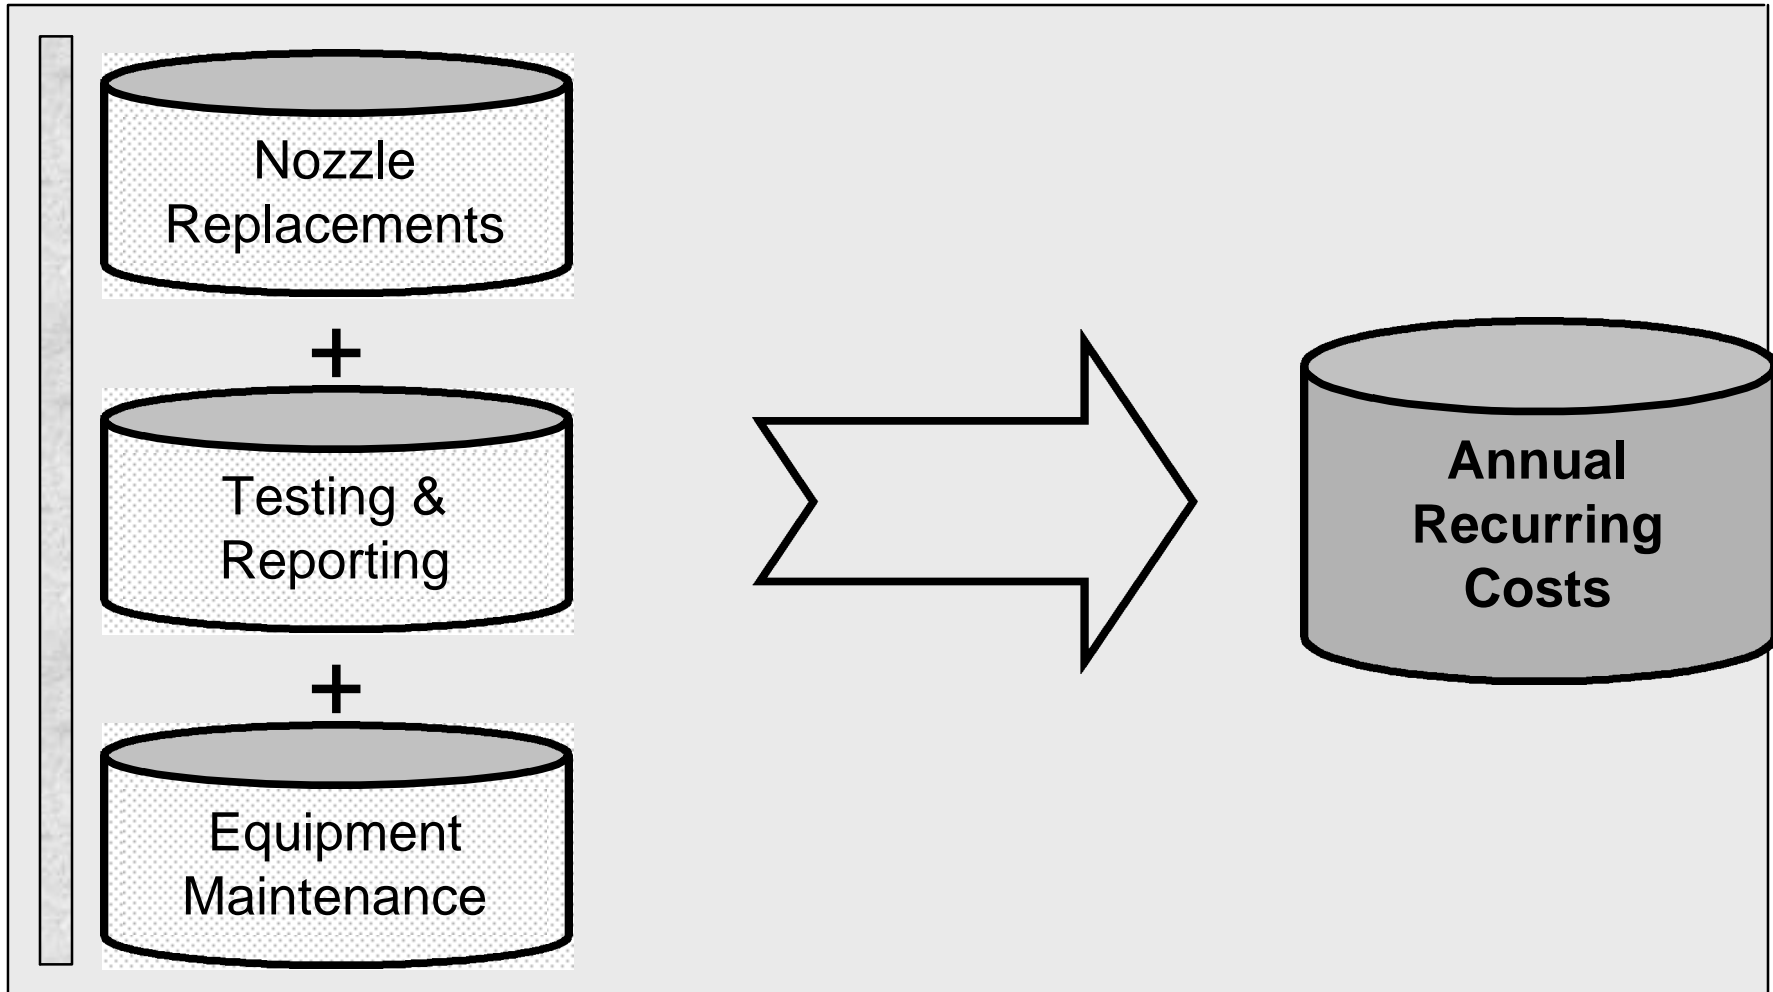 Nozzle
Replacements
+
Testing &
Reporting
+
Equipment
Maintenance
Annual
Recurring
Costs